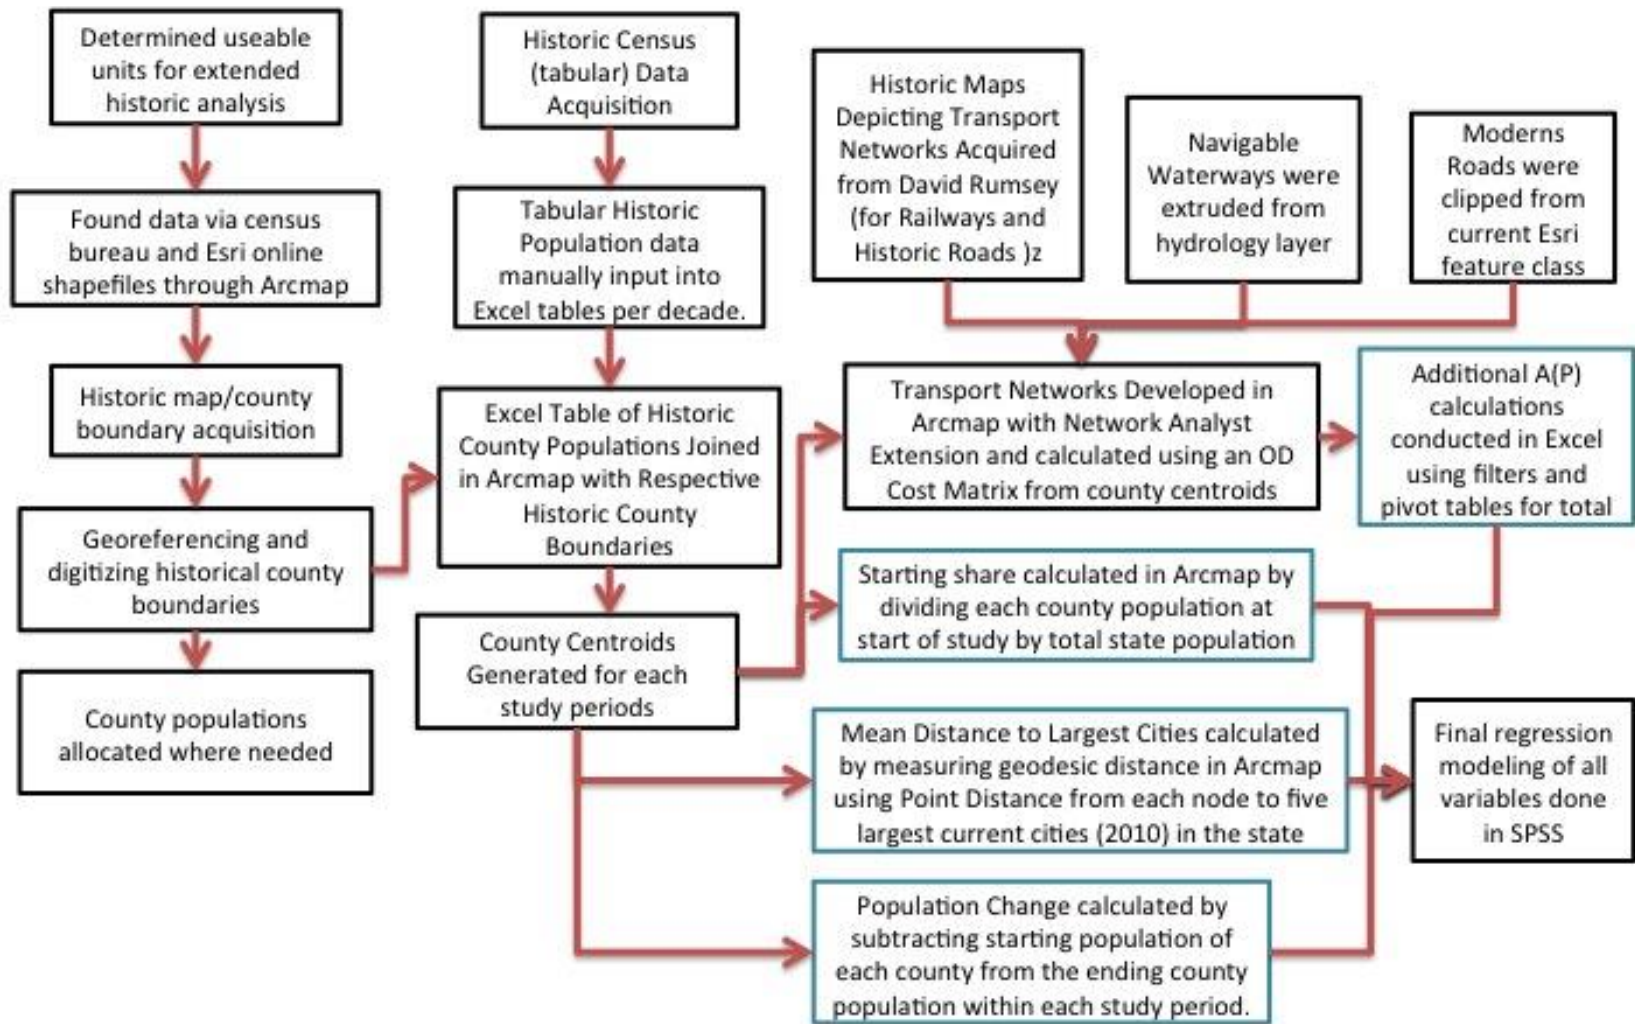 Determined useable
units for extended
historic analysis
Found data via census
bureau and Esri online
shapefiles through Arcmap
Historic map/county
boundary acquisition
Georeferencing and
digitizing historical county
boundaries
County populations
allocated where needed
Historic Census
(tabular) Data
Acquisition
Tabular Historic
Population data
manually input into
Excel tables per decade.
Excel Table of Historic
County Populations Joined
in Arcmap with Respective
Historic County
Boundaries
County Centroids
Generated for each
study periods
Historic Maps
Depicting Transport
Networks Acquired
from David Rumsey
(for Railways and
Historic Roads )z
Navigable
Waterways were
extruded from
hydrology layer
Moderns
Roads were
clipped from
current Esri
feature class
Transport Networks Developed in
Arcmap with Network Analyst
Extension and calculated using an OD
Cost Matrix from county centroids
Additional A(P)
calculations
conducted in Excel
using filters and
pivot tables for total
Starting share calculated in Arcmap by
dividing each county population at
start of study by total state population
Mean Distance to Largest Cities calculated
by measuring geodesic distance in Arcmap
using Point Distance from each node to five
largest current cities (2010) in the state
Population Change calculated by
subtracting starting population of
each county from the ending county
population within each study period.
Final regression
modeling of all
variables done
in SPSS